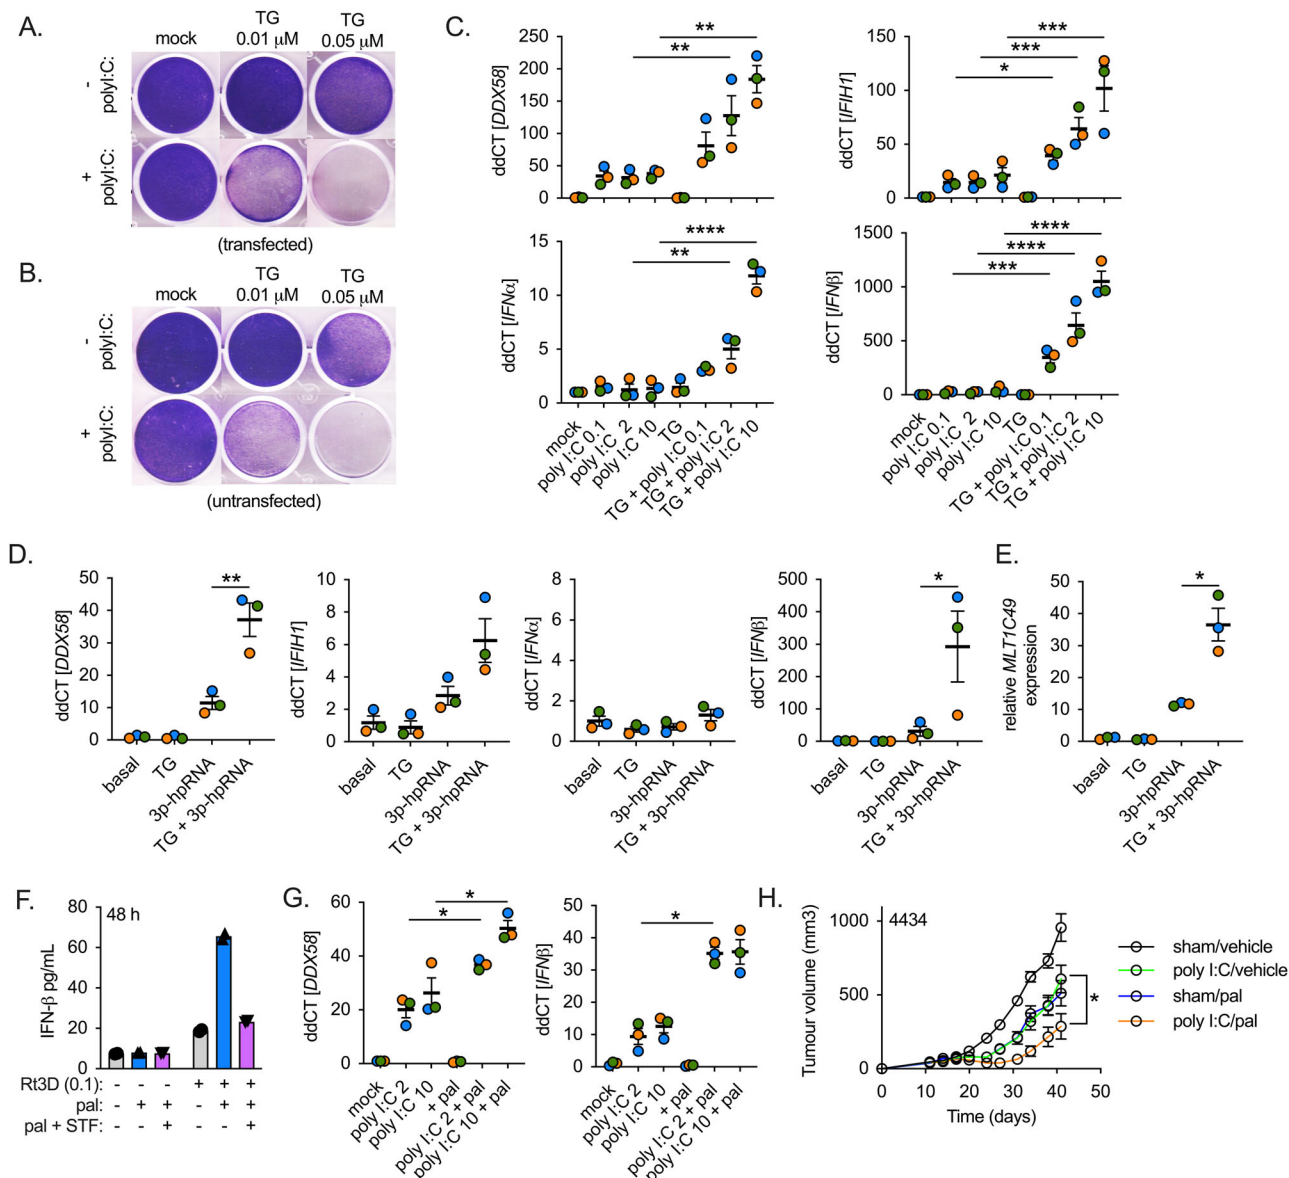 A.
mock
TG
0.01 μM
TG
0.05 μM
-
polyI:C:
+
polyI:C:
(transfected)
B.
mock
TG
0.01 μM
TG
0.05 μM
-
polyI:C:
+
polyI:C:
(untransfected)
C.
ddCT [DDX58]
250
200
150
100
50
0
**
**
ddCT [IFIH1]
150
100
50
0
***
***
*
ddCT [IFNα]
15
10
5
0
****
**
mock
poly I:C 0.1
poly I:C 2
poly I:C 10
TG
TG + poly I:C 0.1
TG + poly I:C 2
TG + poly I:C 10
ddCT [IFNβ]
1500
1000
500
0
****
****
***
mock
poly I:C 0.1
poly I:C 2
poly I:C 10
TG
TG + poly I:C 0.1
TG + poly I:C 2
TG + poly I:C 10
D.
ddCT [DDX58]
50
40
30
20
10
0
**
basal
TG
3p-hpRNA
TG + 3p-hpRNA
ddCT [IFIH1]
10
8
6
4
2
0
basal
TG
3p-hpRNA
TG + 3p-hpRNA
ddCT [IFNα]
8
6
4
2
0
basal
TG
3p-hpRNA
TG + 3p-hpRNA
ddCT [IFNβ]
500
400
300
200
100
0
*
basal
TG
3p-hpRNA
TG + 3p-hpRNA
E.
relative MLT1C49
expression
50
40
30
20
10
0
*
basal
TG
3p-hpRNA
TG + 3p-hpRNA
F.
48 h
IFN-β pg/mL
80
60
40
20
0
Rt3D (0.1): - - - + + +
pal: - + + - + +
pal + STF: - - + - - +
G.
ddCT [DDX58]
60
40
20
0
*
*
mock
poly I:C 2
poly I:C 10
+ pal
poly I:C 2 + pal
poly I:C 10 + pal
ddCT [IFNβ]
50
40
30
20
10
0
*
mock
poly I:C 2
poly I:C 10
+ pal
poly I:C 2 + pal
poly I:C 10 + pal
H.
Tumour volume (mm3)
1000
500
0
4434
*
0 10 20 30 40 50
Time (days)
sham/vehicle
poly I:C/vehicle
sham/pal
poly I:C/pal